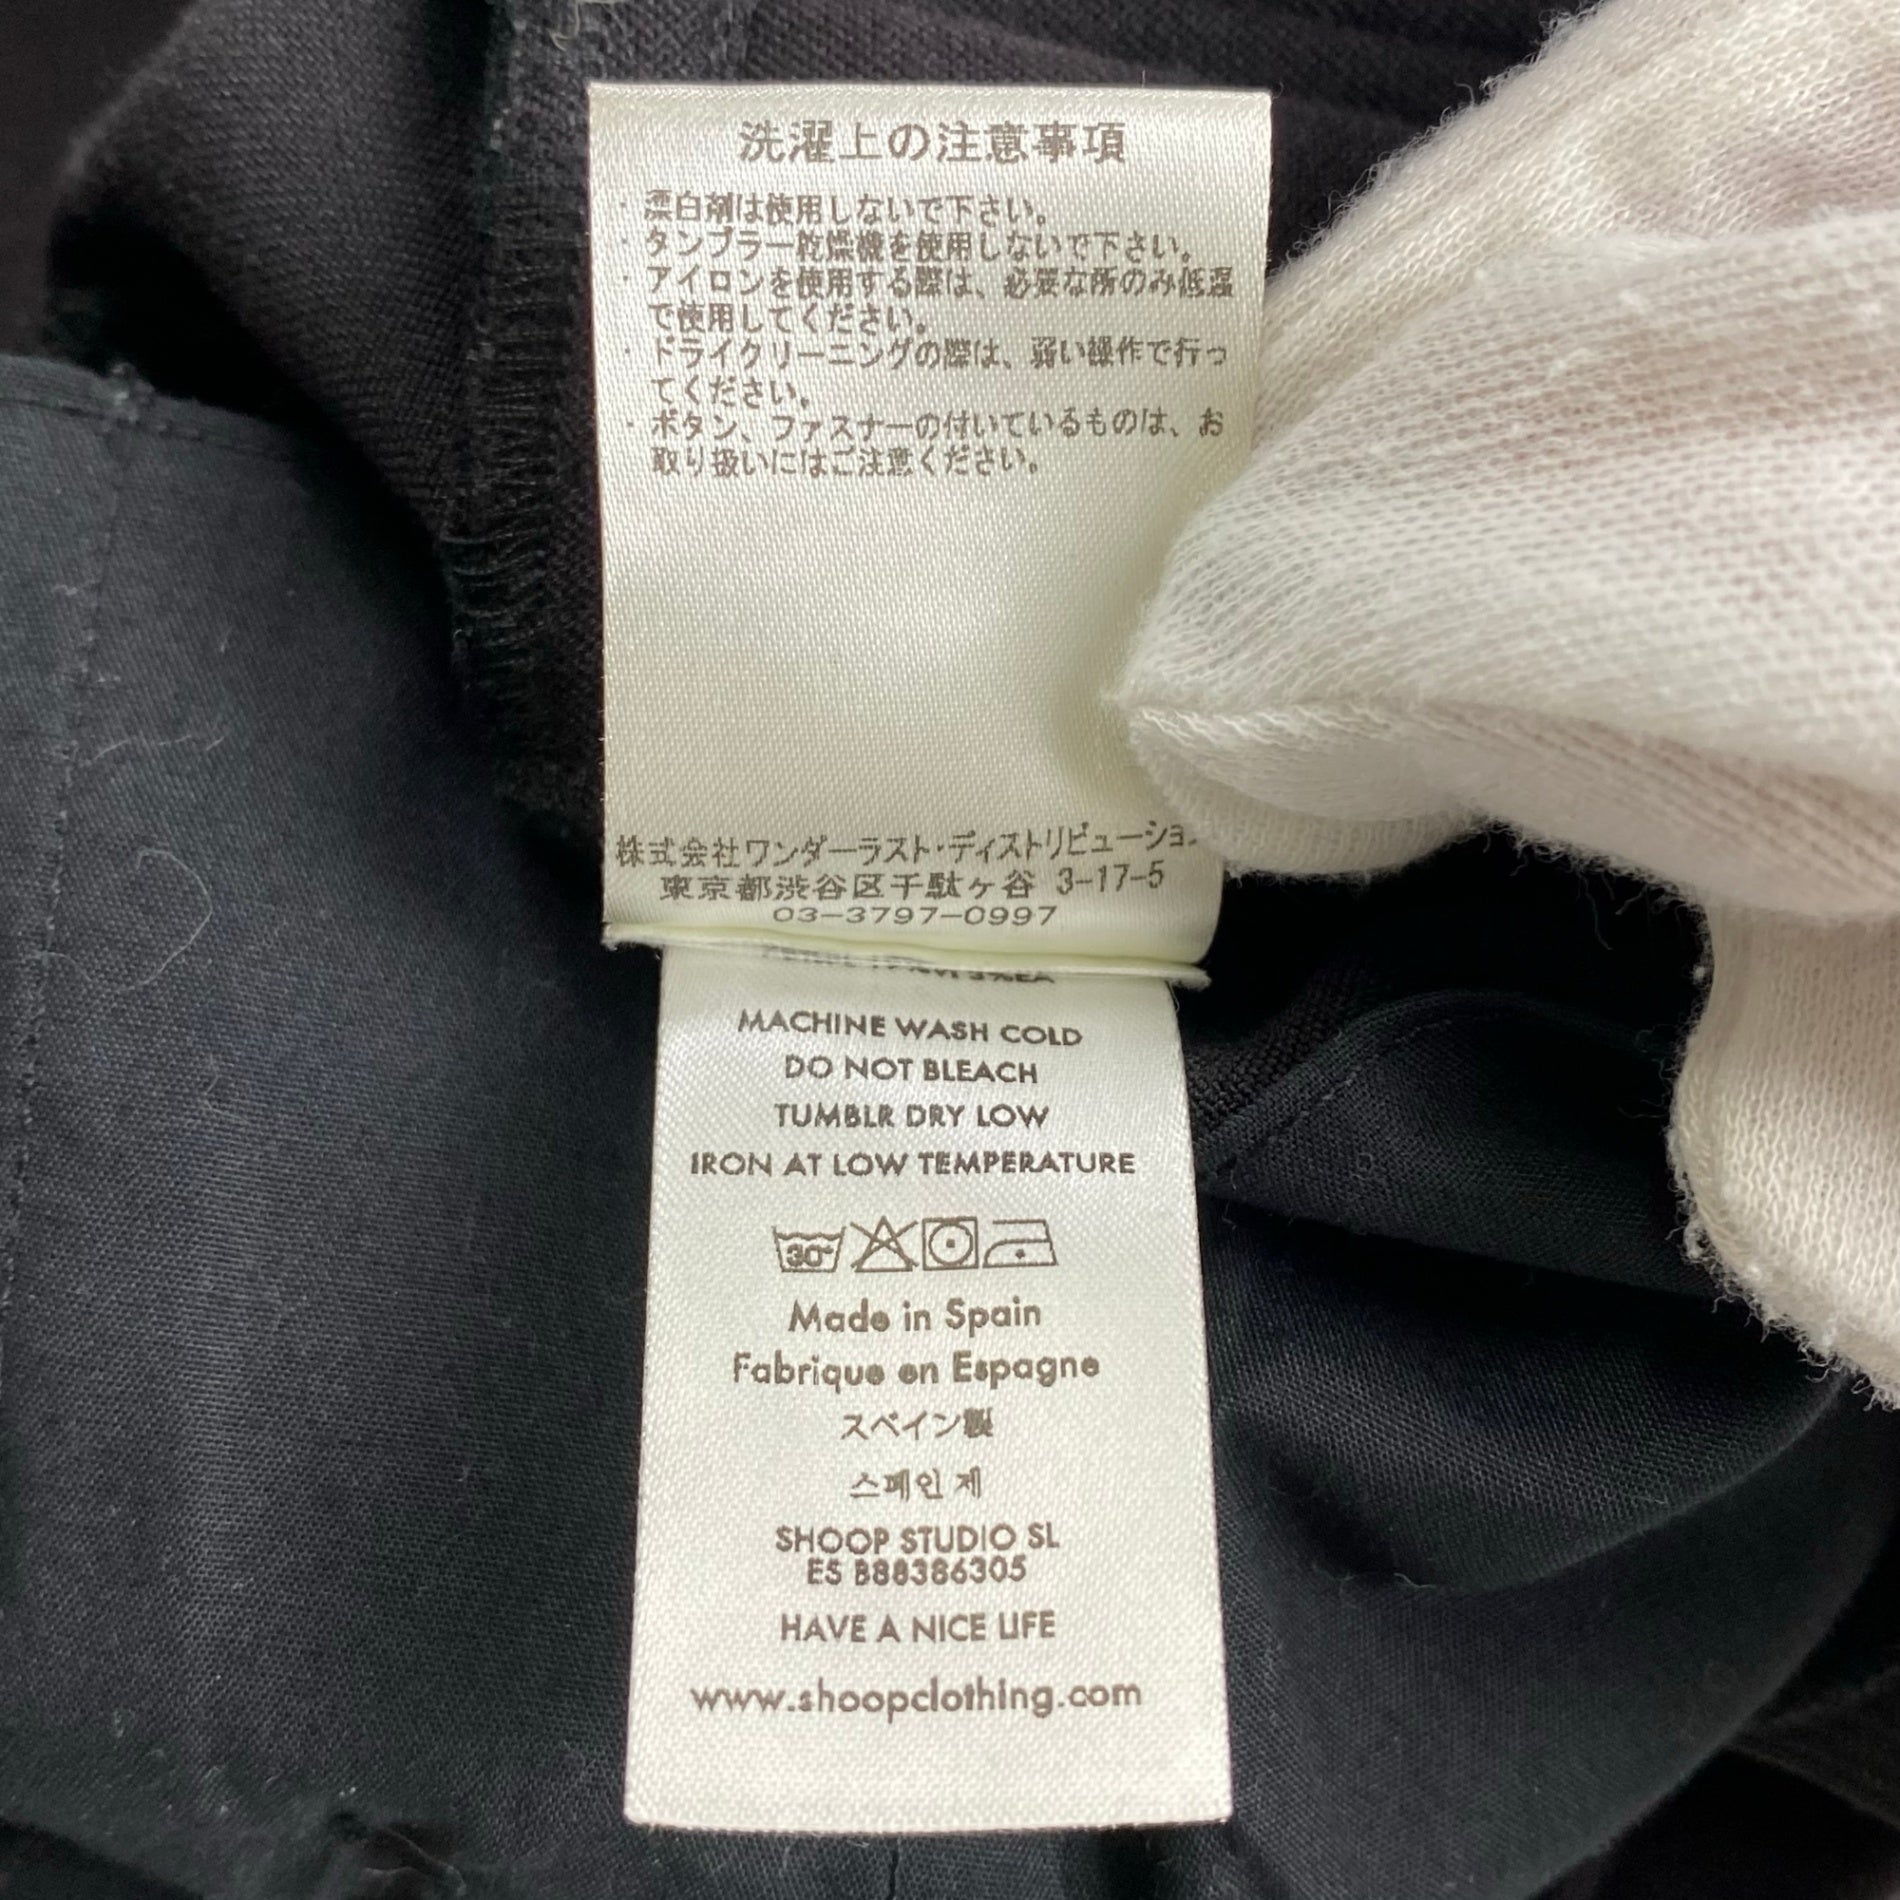 洗濯上の注意事項
・漂白剤は使用しないで下さい。
・タンブラー乾燥機を使用しないで下さい。
・アイロンを使用する際は、必要な所のみ低温
で使用してください。
・ドライクリーニングの際は、弱い操作で行っ
てください。
・ボタン、ファスナーの付いているものは、お
取り扱いにはご注意ください。
株式会社ワンダーラスト・ディストリビューション
東京都渋谷区千駄ヶ谷 3-17-5
03-3797-0997
MACHINE WASH COLD
DO NOT BLEACH
TUMBLR DRY LOW
IRON AT LOW TEMPERATURE
30°
Made in Spain
Fabrique en Espagne
スペイン製
스페인 제
SHOOP STUDIO SL
ES B88386305
HAVE A NICE LIFE
www.shoopclothing.com